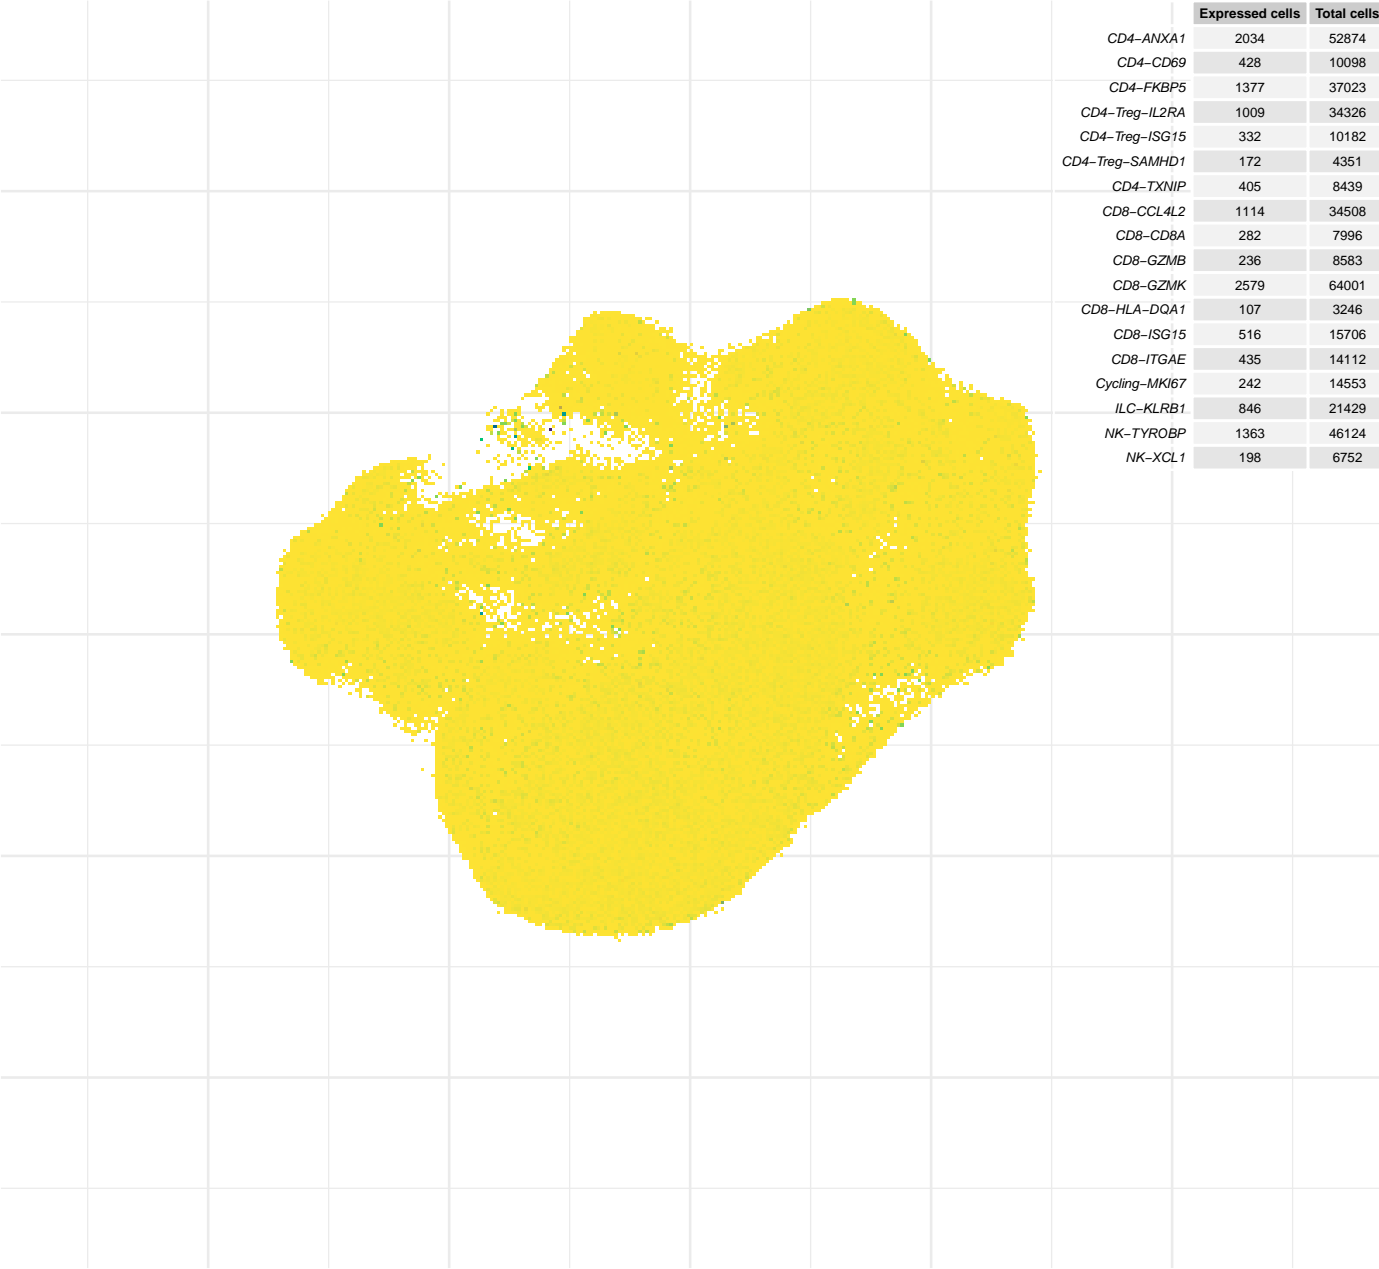 Expressed cells Total cells
CD4−ANXA1 2034 52874
CD4−CD69 428 10098
CD4−FKBP5 1377 37023
CD4−Treg−IL2RA 1009 34326
CD4−Treg−ISG15 332 10182
CD4−Treg−SAMHD1 172 4351
CD4−TXNIP 405 8439
CD8−CCL4L2 1114 34508
CD8−CD8A 282 7996
CD8−GZMB 236 8583
CD8−GZMK 2579 64001
CD8−HLA−DQA1 107 3246
CD8−ISG15 516 15706
CD8−ITGAE 435 14112
Cycling−MKI67 242 14553
ILC−KLRB1 846 21429
NK−TYROBP 1363 46124
NK−XCL1 198 6752